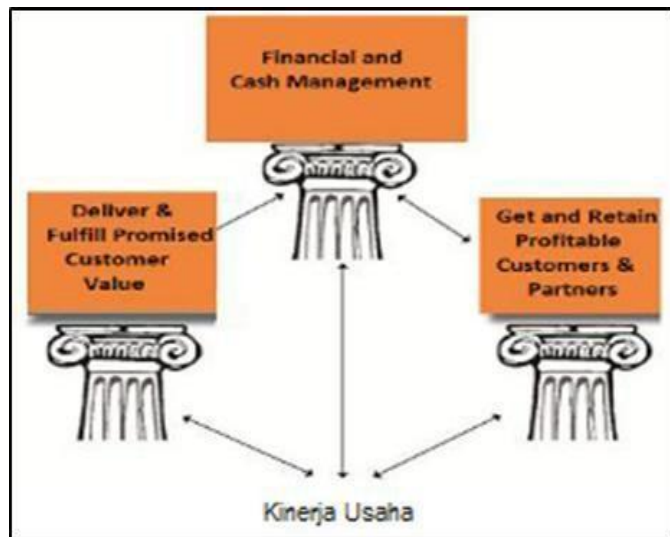 Financial and
Cash Management
Deliver &
Fulfill Promised
Customer
Value
Get and Retain
Profitable
Customers &
Partners
Kinerja Usaha